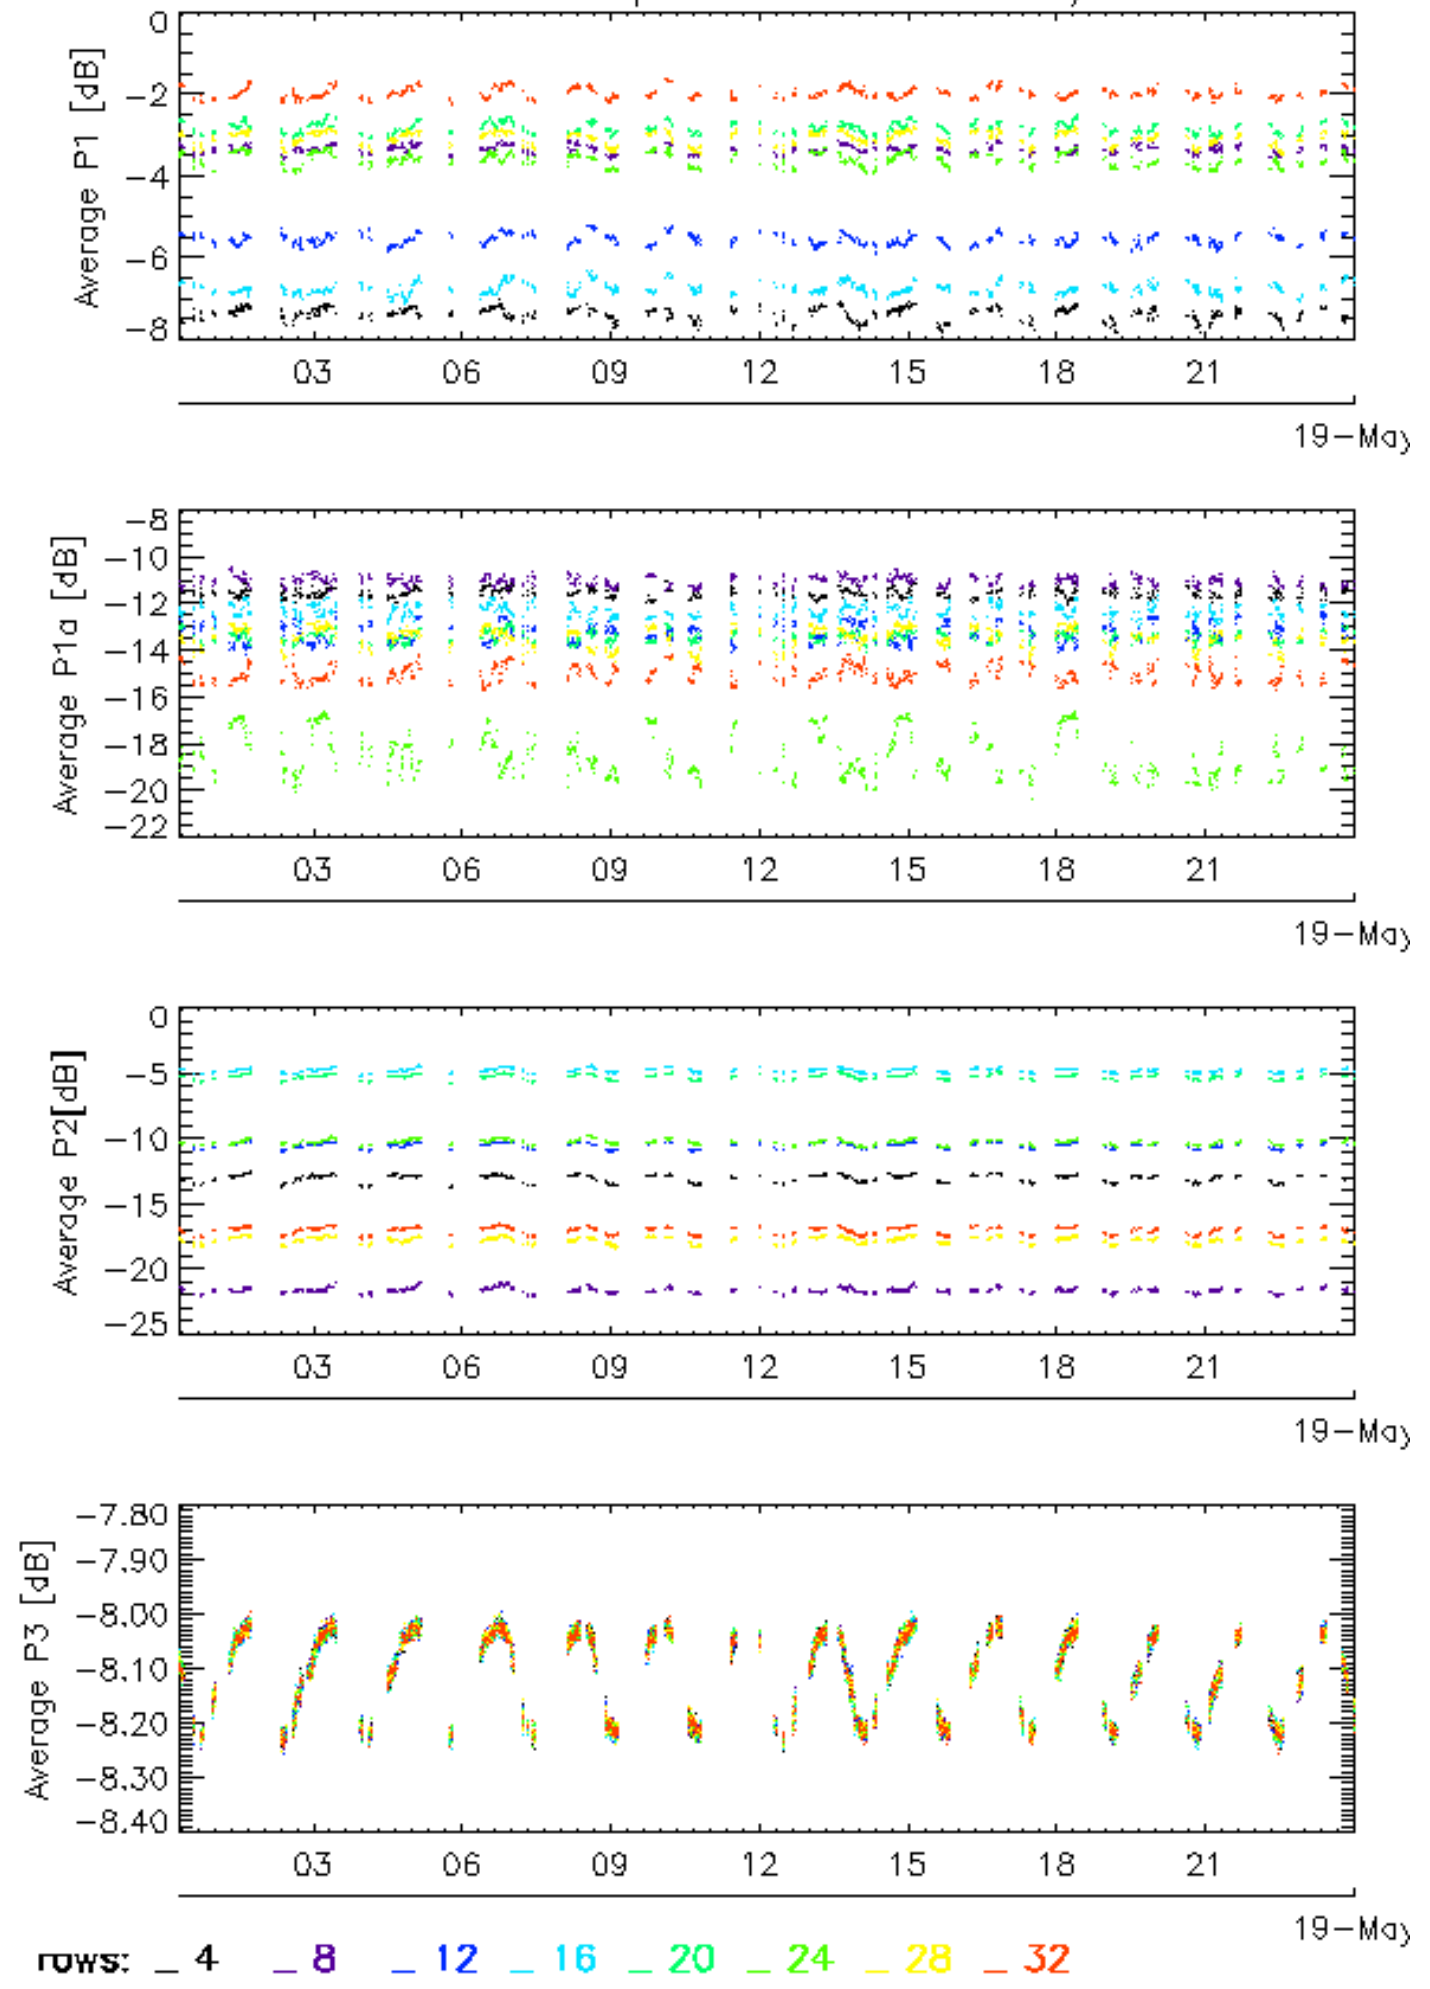 0
-2
-4
-6
-8
Average P1 [dB]
03 06 09 12 15 18 21
19-May
-8
-10
-12
-14
-16
-18
-20
-22
Average P1a [dB]
03 06 09 12 15 18 21
19-May
0
-5
-10
-15
-20
-25
Average P2[dB]
03 06 09 12 15 18 21
19-May
-7.80
-7.90
-8.00
-8.10
-8.20
-8.30
-8.40
Average P3 [dB]
03 06 09 12 15 18 21
19-May
rows: _ 4 _ 8 _ 12 _ 16 _ 20 _ 24 _ 28 _ 32